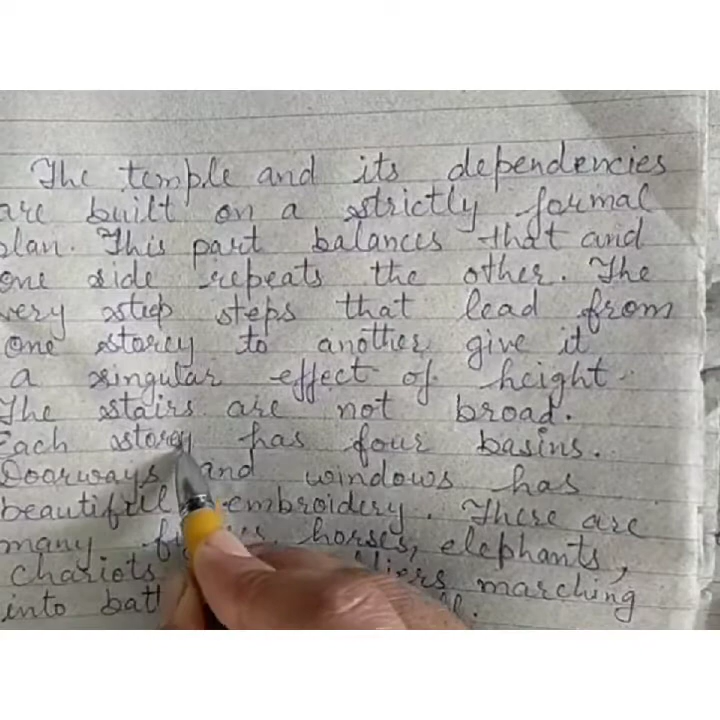 The temple and its dependencies
are built on a strictly formal
plan. This part balances that and
one side repeats the other. The
very steep steps that lead from
one storey to another give it
a singular effect of height.
The stairs are not broad.
Each storey has four basins.
Doorways and windows has
beautiful embroidery. There are
many horses, elephants,
chariots marching
into